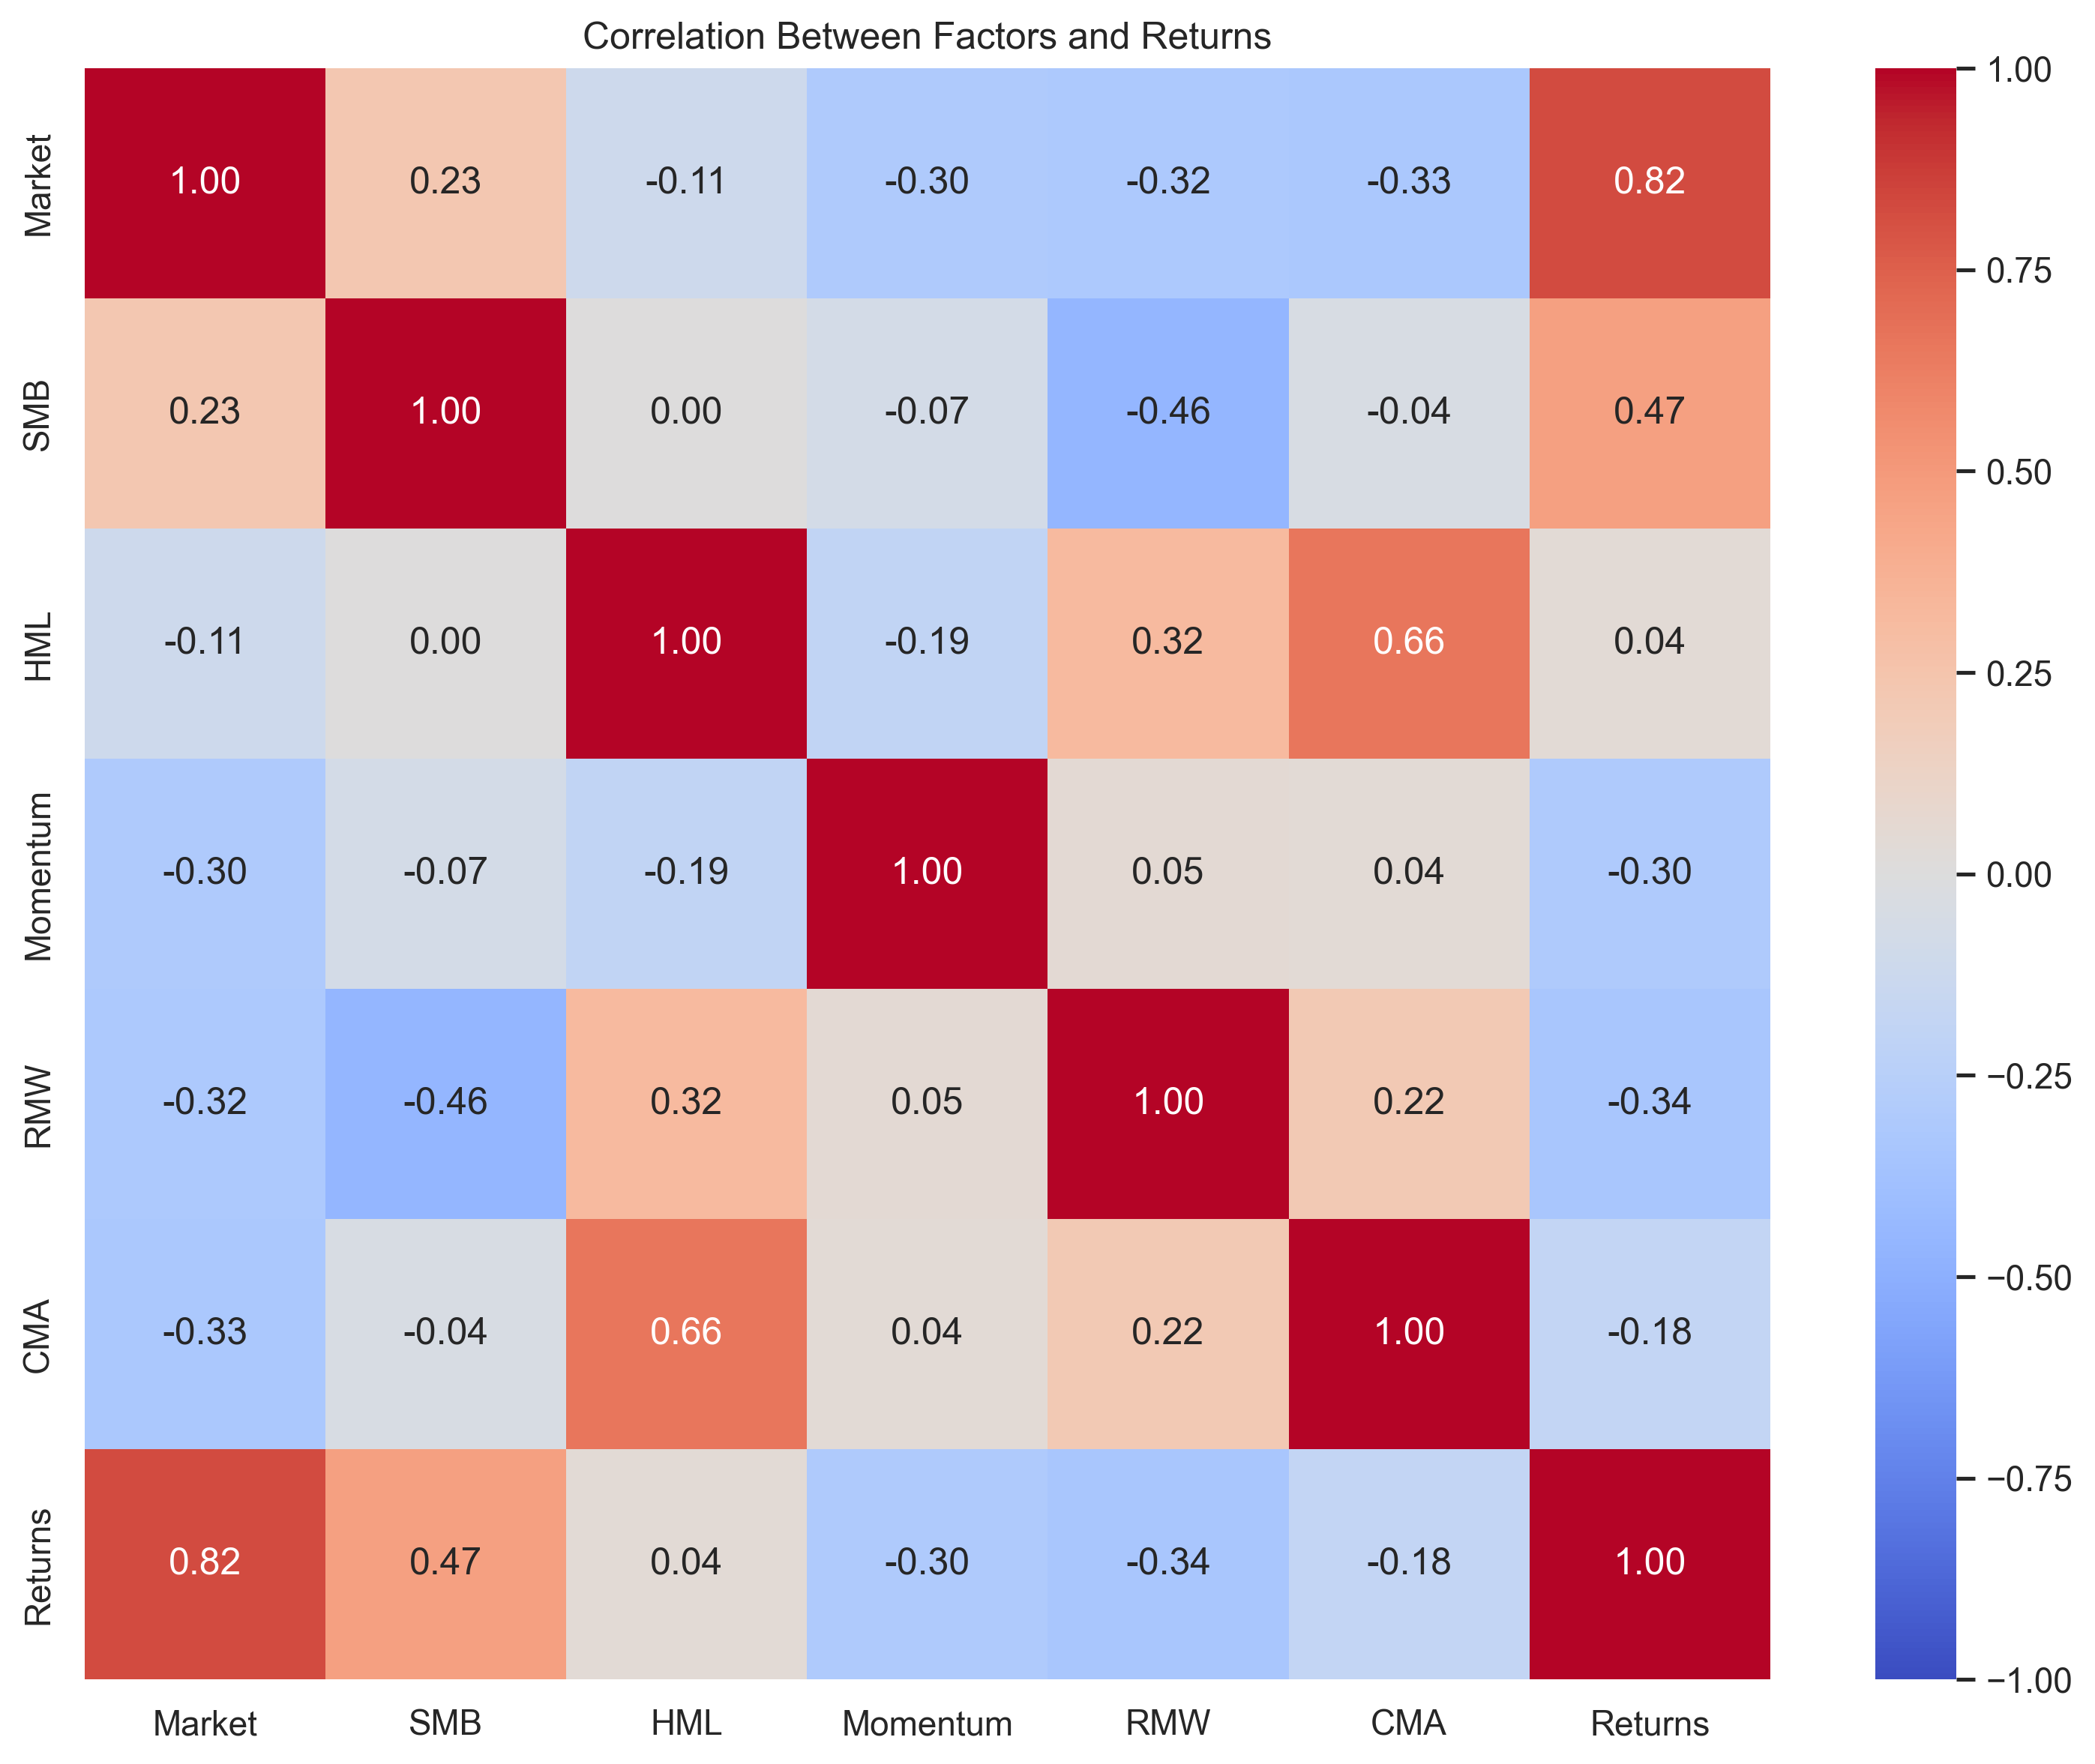 Correlation Between Factors and Returns
Market 1.00 0.23 -0.11 -0.30 -0.32 -0.33 0.82
SMB 0.23 1.00 0.00 -0.07 -0.46 -0.04 0.47
HML -0.11 0.00 1.00 -0.19 0.32 0.66 0.04
Momentum -0.30 -0.07 -0.19 1.00 0.05 0.04 -0.30
RMW -0.32 -0.46 0.32 0.05 1.00 0.22 -0.34
CMA -0.33 -0.04 0.66 0.04 0.22 1.00 -0.18
Returns 0.82 0.47 0.04 -0.30 -0.34 -0.18 1.00
Market SMB HML Momentum RMW CMA Returns
1.00
0.75
0.50
0.25
0.00
−0.25
−0.50
−0.75
−1.00